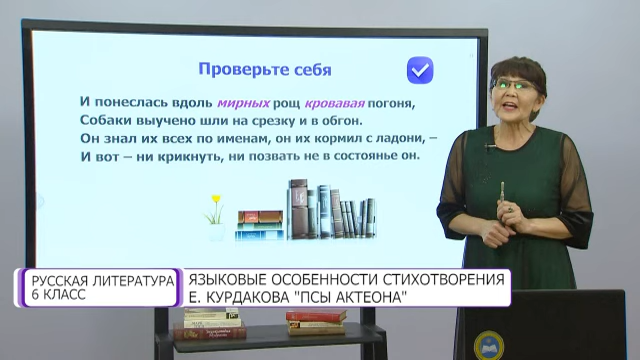 Проверьте себя
И понеслась вдоль мирных рощ кровавая погоня,
Собаки выучено шли на срезку и в обгон.
Он знал их всех по именам, он их кормил с ладони, –
И вот – ни крикнуть, ни позвать не в состоянье он.
РУССКАЯ ЛИТЕРАТУРА
6 КЛАСС
ЯЗЫКОВЫЕ ОСОБЕННОСТИ СТИХОТВОРЕНИЯ
Е. КУРДАКОВА "ПСЫ АКТЕОНА"